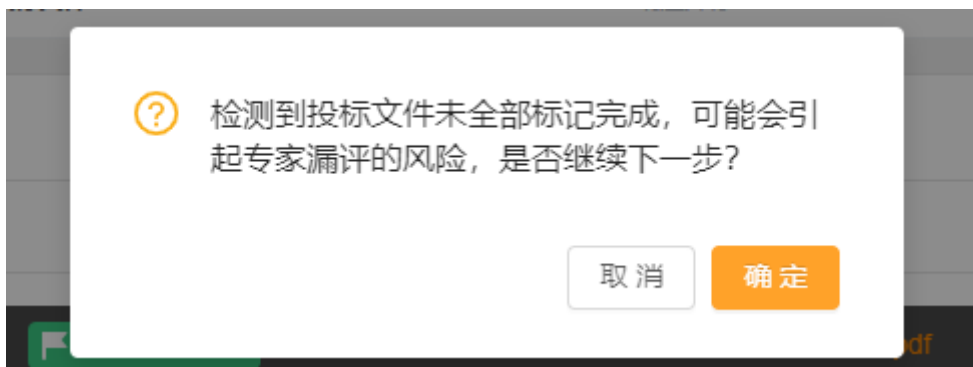 检测到投标文件未全部标记完成，可能会引
起专家漏评的风险，是否继续下一步？
取 消
确 定
pdf